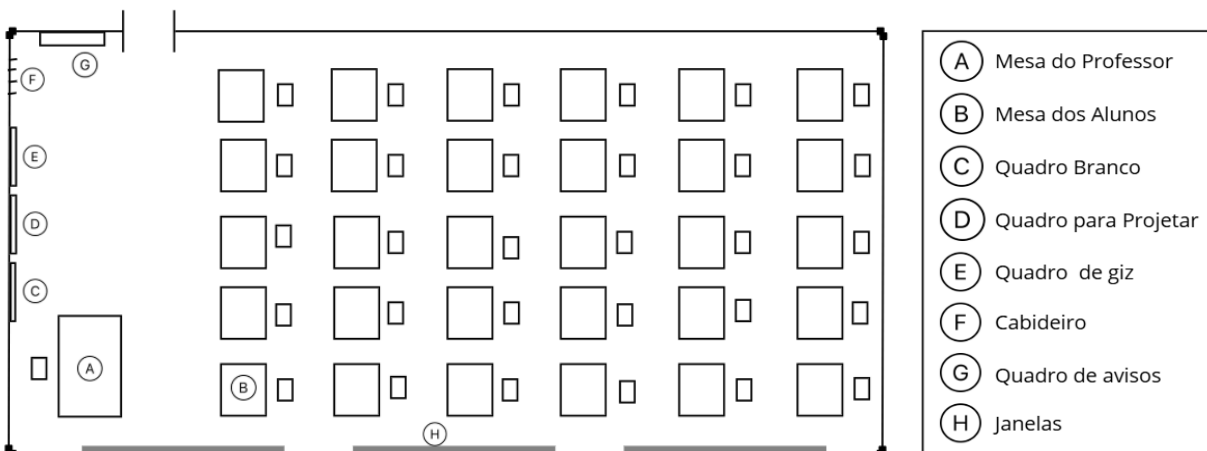 G
F
E
D
C
A
B
H
A Mesa do Professor
B Mesa dos Alunos
C Quadro Branco
D Quadro para Projetar
E Quadro de giz
F Cabideiro
G Quadro de avisos
H Janelas